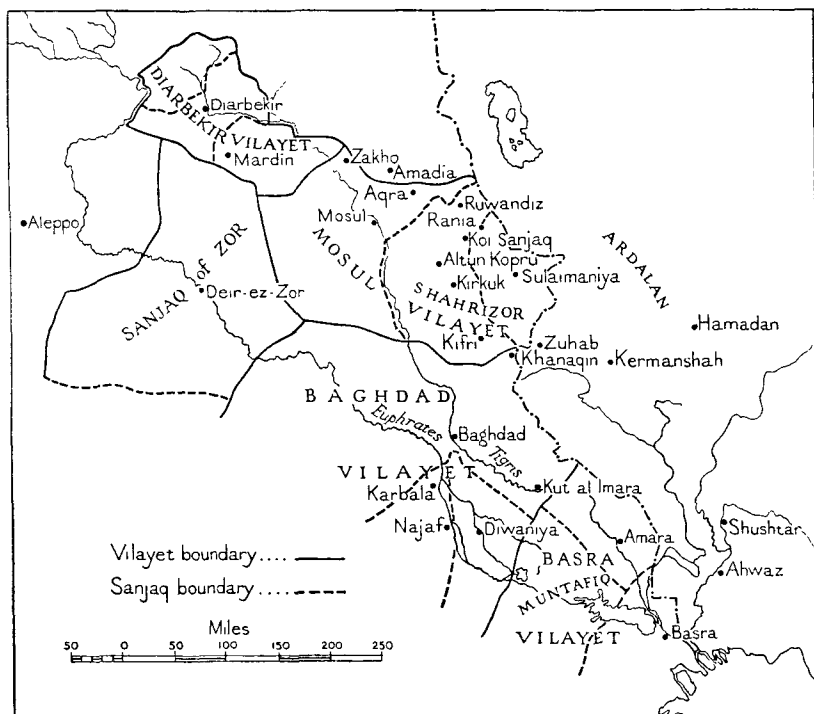 DIARBEKIR VILAYET
Diarbekir
Mardin
Zakho
Amadia
Aqra
Ruwandiz
Rania
Mosul
Koi Sanjaq
Aleppo
MOSUL
VILAYET
Altun Kopru
Kirkuk
Sulaimaniya
ARDALAN
SANJAQ of ZOR
Deir-ez-Zor
SHAHRIZOR
Hamadan
Kifri
Zuhab
Khanaqin
Kermanshah
BAGHDAD
VILAYET
Euphrates
Baghdad
Tigris
Karbala
Kut al Imara
Najaf
Diwaniya
Amara
Shushtar
BASRA
VILAYET
Ahwaz
MUNTAFIQ
Basra
Vilayet boundary....
Sanjaq boundary....
Miles
50 0 50 100 150 200 250